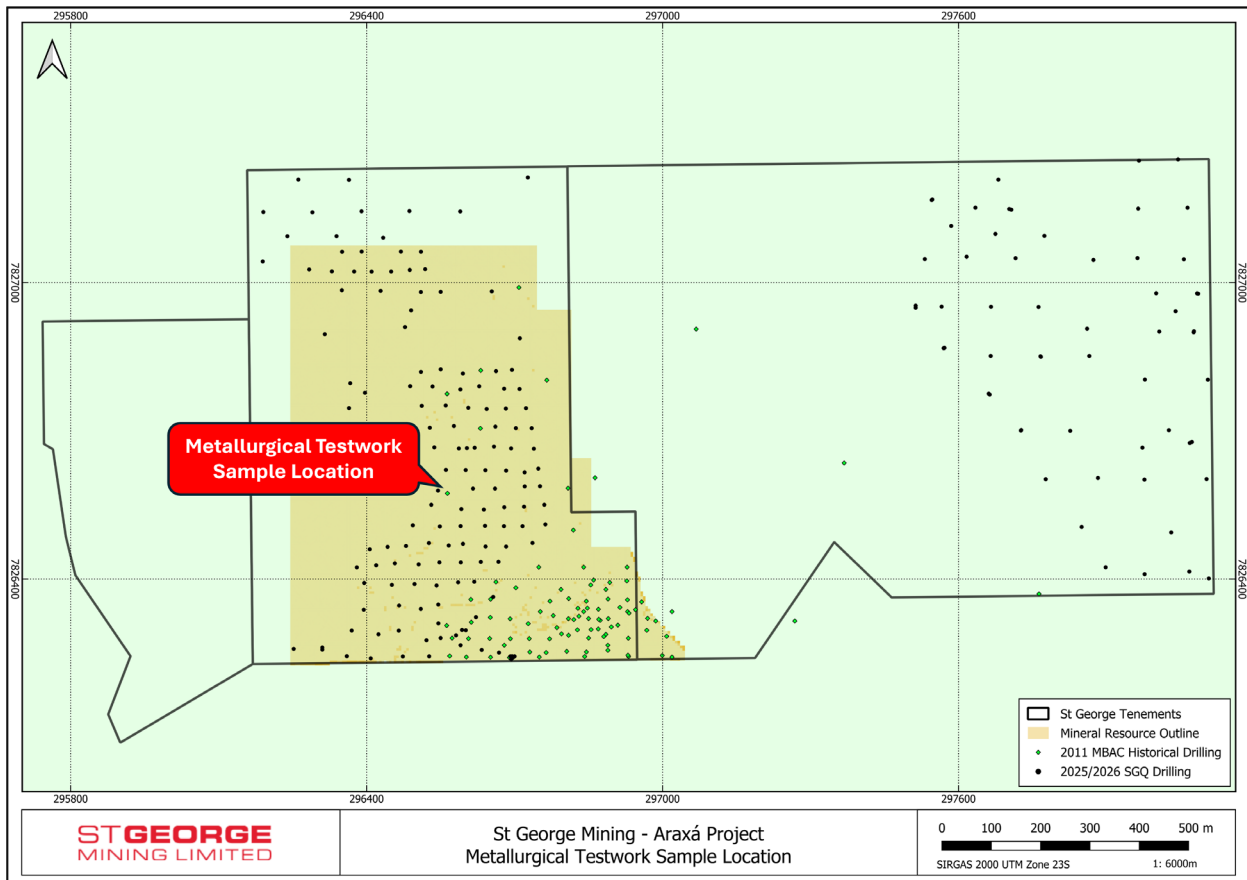 295800
296400
297000
297600
7827000
7827000
Metallurgical Testwork
Sample Location
7826400
7826400
St George Tenements
Mineral Resource Outline
2011 MBAC Historical Drilling
2025/2026 SGQ Drilling
295800
296400
297000
297600
STGEORGE
MINING LIMITED
St George Mining - Araxá Project
Metallurgical Testwork Sample Location
0 100 200 300 400 500 m
SIRGAS 2000 UTM Zone 23S
1: 6000m